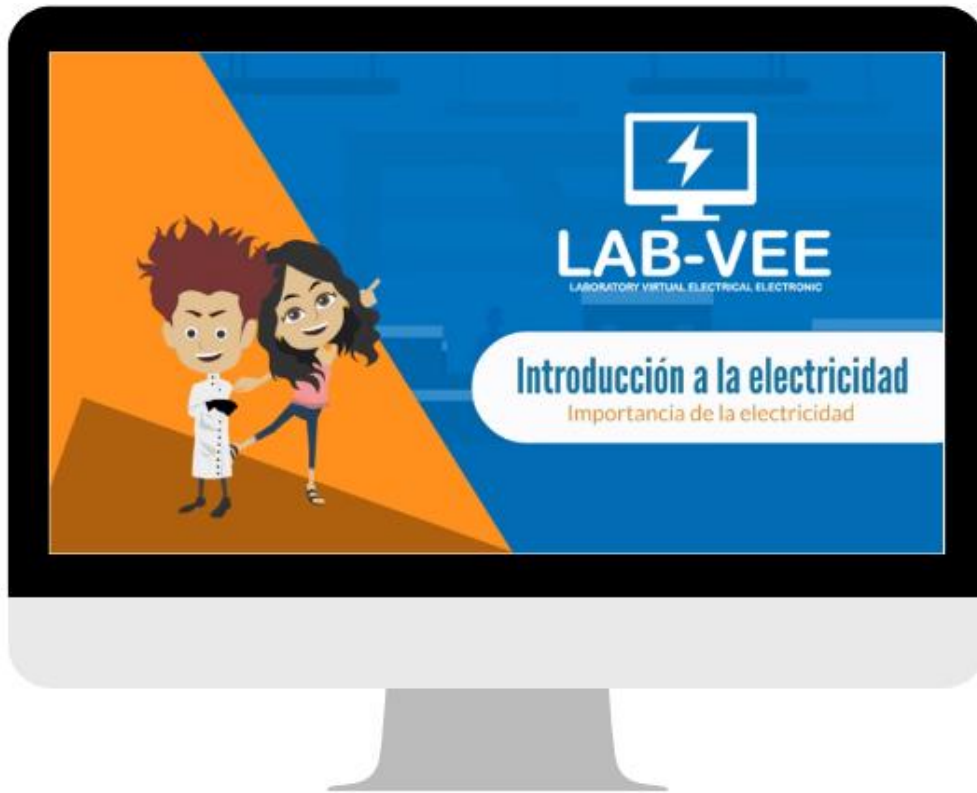 LAB-VEE
LABORATORY VIRTUAL ELECTRICAL ELECTRONIC
Introducción a la electricidad
Importancia de la electricidad